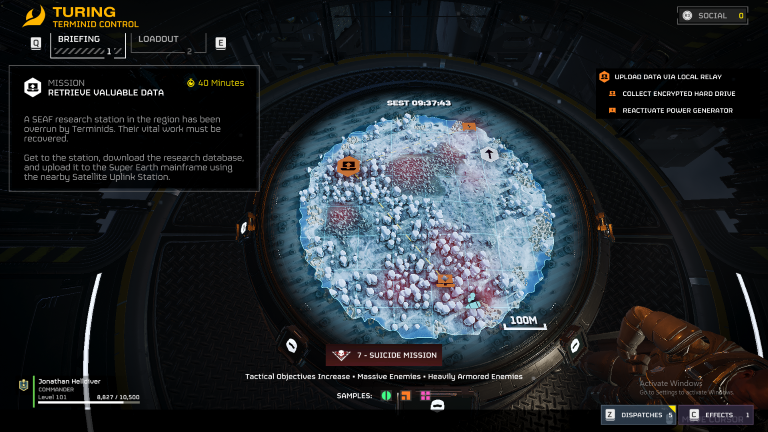 TURING
TERMINID CONTROL
SOCIAL 0
Q
BRIEFING
1
LOADOUT
2
E
MISSION
RETRIEVE VALUABLE DATA
40 Minutes
A SEAF research station in the region has been
overrun by Terminids. Their vital work must be
recovered.
Get to the station, download the research database,
and upload it to the Super Earth mainframe using
the nearby Satellite Uplink Station.
UPLOAD DATA VIA LOCAL RELAY
COLLECT ENCRYPTED HARD DRIVE
REACTIVATE POWER GENERATOR
SEST 09:37:43
100M
7 - SUICIDE MISSION
Tactical Objectives Increase • Massive Enemies • Heavily Armored Enemies
SAMPLES:
Jonathan Helldiver
COMMANDER
Level 101
8,827 / 10,500
Activate Windows
Go to Settings to activate Windows.
Z DISPATCHES 5
C EFFECTS 1
CURSOR